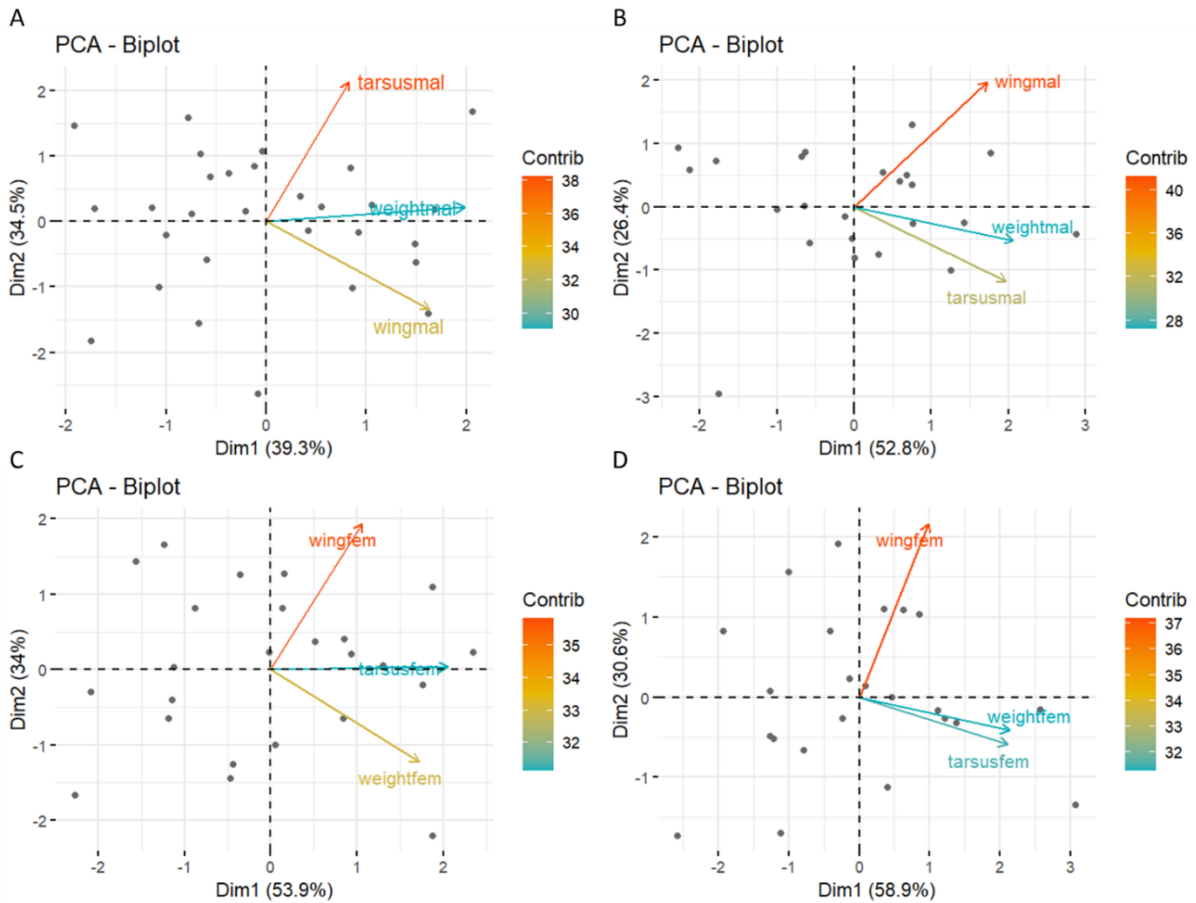 A
PCA - Biplot
tarsusmal
weightmal
wingmal
2
1
0
-1
-2
-2
-1
0
1
2
Dim2 (34.5%)
Dim1 (39.3%)
Contrib
38
36
34
32
30
B
PCA - Biplot
wingmal
weightmal
tarsusmal
2
1
0
-1
-2
-3
-2
-1
0
1
2
3
Dim2 (26.4%)
Dim1 (52.8%)
Contrib
40
36
32
28
C
PCA - Biplot
wingfem
tarsusfem
weightfem
2
1
0
-1
-2
-2
-1
0
1
2
Dim2 (34%)
Dim1 (53.9%)
Contrib
35
34
33
32
D
PCA - Biplot
wingfem
weightfem
tarsusfem
2
1
0
-1
-2
-1
0
1
2
3
Dim2 (30.6%)
Dim1 (58.9%)
Contrib
37
36
35
34
33
32